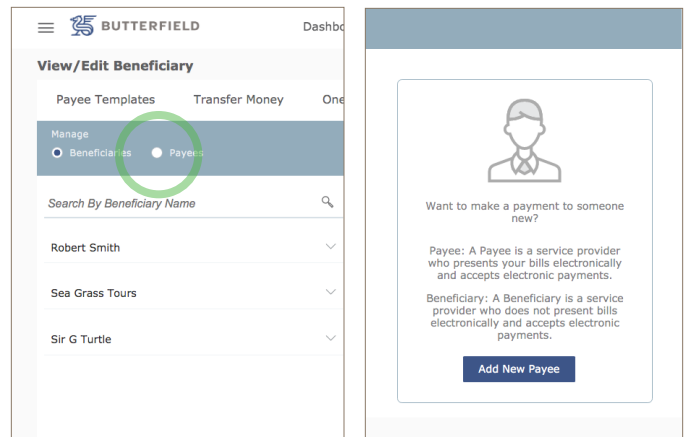 BUTTERFIELD
Dashbo
View/Edit Beneficiary
Payee Templates Transfer Money One
Manage
Beneficiaries Payees
Search By Beneficiary Name
Robert Smith
Sea Grass Tours
Sir G Turtle
Want to make a payment to someone
new?
Payee: A Payee is a service provider
who presents your bills electronically
and accepts electronic payments.
Beneficiary: A Beneficiary is a service
provider who does not present bills
electronically and accepts electronic
payments.
Add New Payee